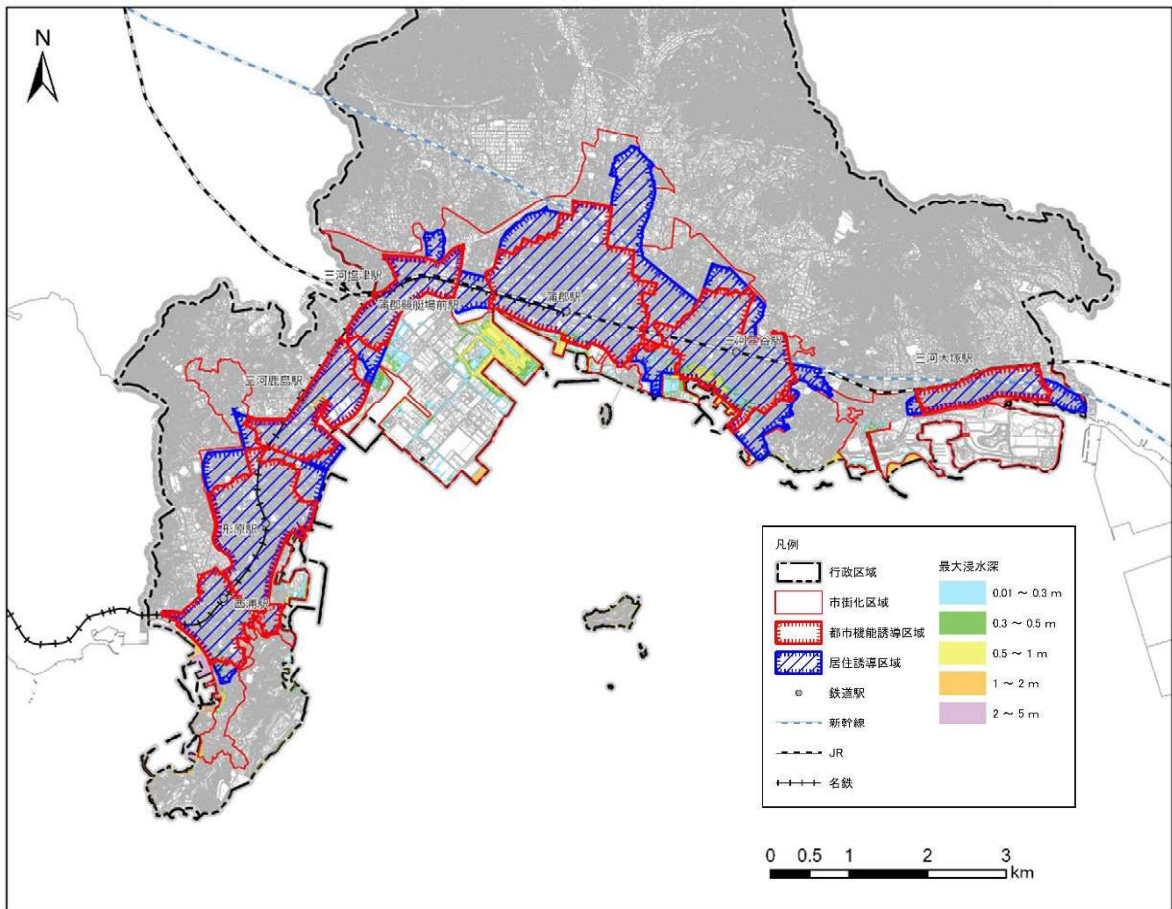 N
三河塩津駅
蒲郡競艇場前駅
蒲郡駅
三河三谷駅
三河大塚駅
三河鹿島駅
形原駅
西浦駅
凡例
行政区域
市街化区域
都市機能誘導区域
居住誘導区域
鉄道駅
新幹線
JR
名鉄
最大浸水深
0.01 ～ 0.3 m
0.3 ～ 0.5 m
0.5 ～ 1 m
1 ～ 2 m
2 ～ 5 m
0 0.5 1 2 3
km